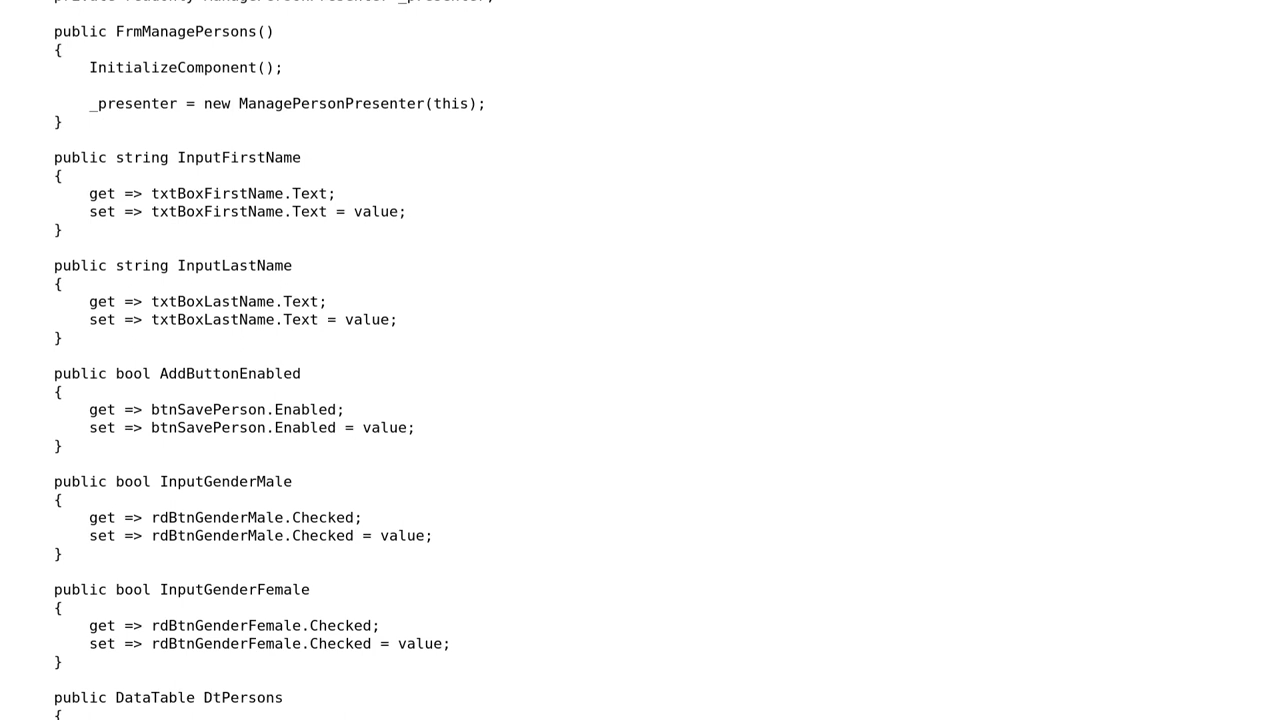 public FrmManagePersons()
{
InitializeComponent();
_presenter = new ManagePersonPresenter(this);
}
public string InputFirstName
{
get => txtBoxFirstName.Text;
set => txtBoxFirstName.Text = value;
}
public string InputLastName
{
get => txtBoxLastName.Text;
set => txtBoxLastName.Text = value;
}
public bool AddButtonEnabled
{
get => btnSavePerson.Enabled;
set => btnSavePerson.Enabled = value;
}
public bool InputGenderMale
{
get => rdBtnGenderMale.Checked;
set => rdBtnGenderMale.Checked = value;
}
public bool InputGenderFemale
{
get => rdBtnGenderFemale.Checked;
set => rdBtnGenderFemale.Checked = value;
}
public DataTable DtPersons
{